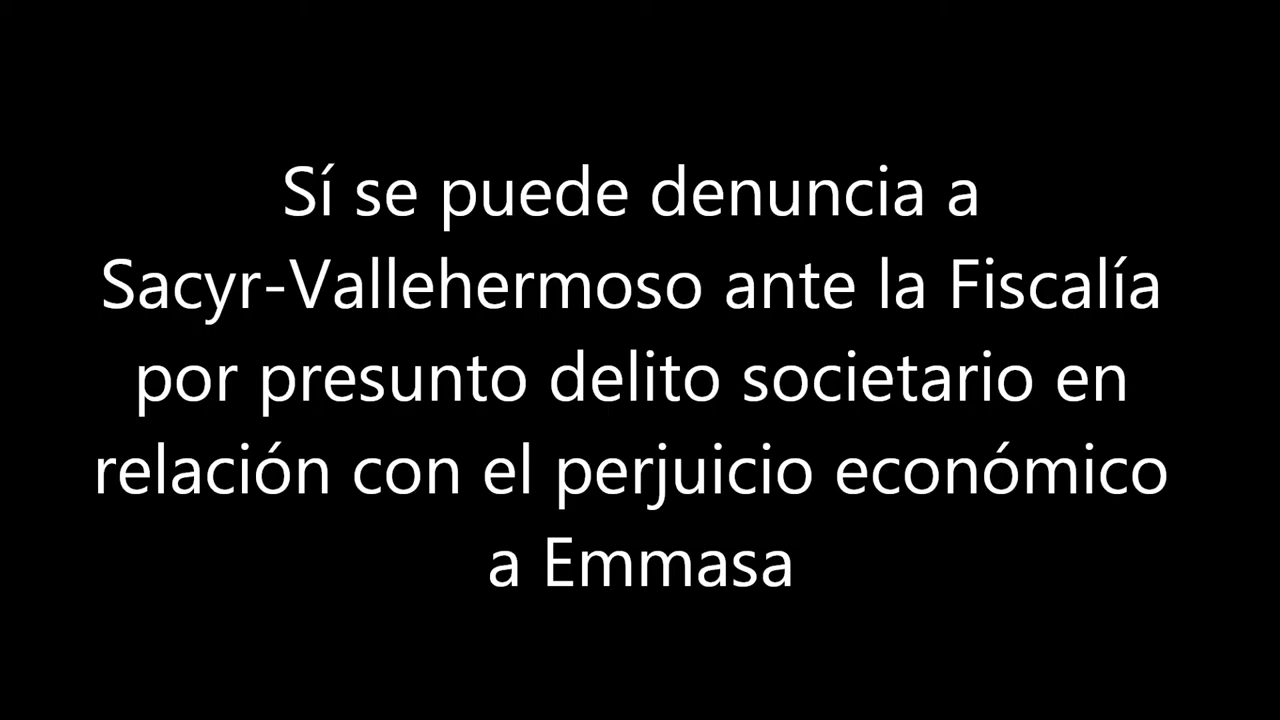 Sí se puede denuncia a
Sacyr-Vallehermoso ante la Fiscalía
por presunto delito societario en
relación con el perjuicio económico
a Emmasa